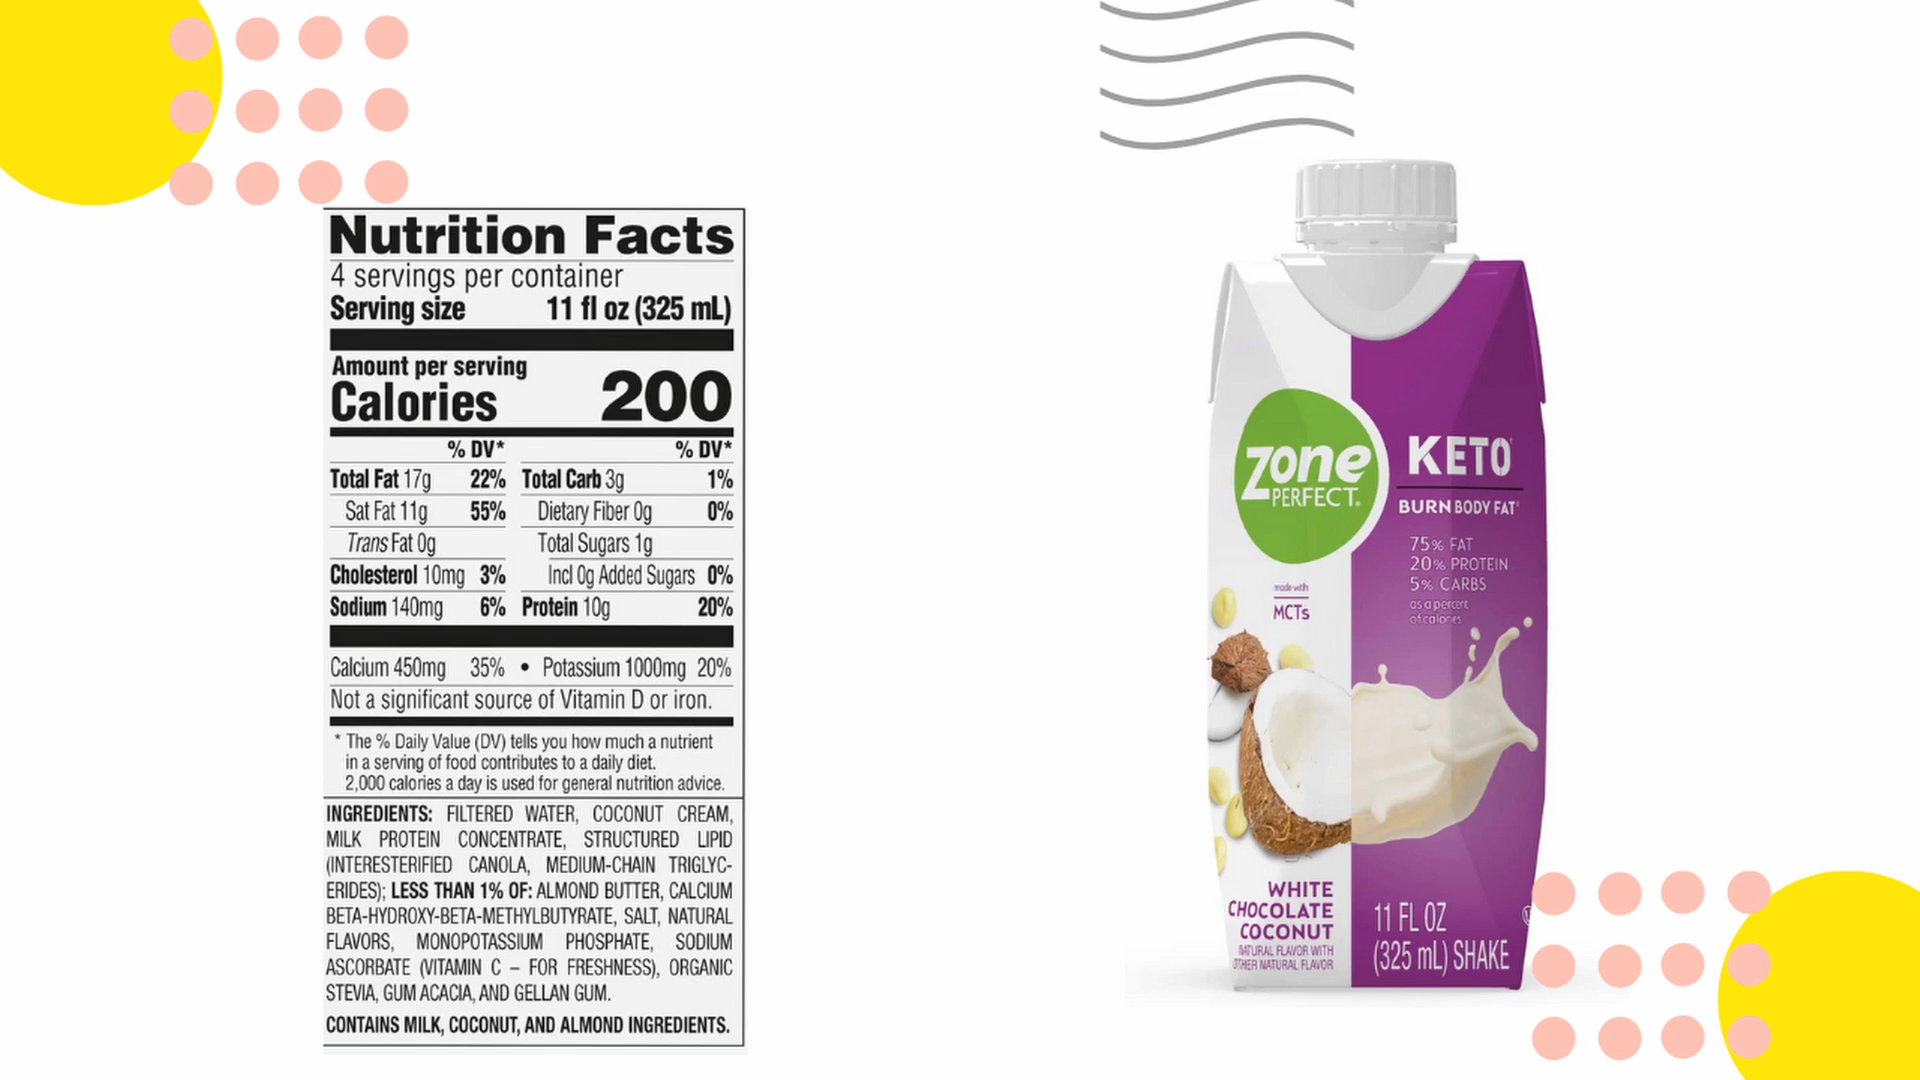 Nutrition Facts
4 servings per container
Serving size 11 fl oz (325 mL)
Amount per serving
Calories 200
% DV* % DV*
Total Fat 17g 22% Total Carb 3g 1%
Sat Fat 11g 55% Dietary Fiber 0g 0%
Trans Fat 0g Total Sugars 1g
Cholesterol 10mg 3% Incl 0g Added Sugars 0%
Sodium 140mg 6% Protein 10g 20%
Calcium 450mg 35% • Potassium 1000mg 20%
Not a significant source of Vitamin D or iron.
* The % Daily Value (DV) tells you how much a nutrient
in a serving of food contributes to a daily diet.
2,000 calories a day is used for general nutrition advice.
INGREDIENTS: FILTERED WATER, COCONUT CREAM,
MILK PROTEIN CONCENTRATE, STRUCTURED LIPID
(INTERESTERIFIED CANOLA, MEDIUM-CHAIN TRIGLYC-
ERIDES); LESS THAN 1% OF: ALMOND BUTTER, CALCIUM
BETA-HYDROXY-BETA-METHYLBUTYRATE, SALT, NATURAL
FLAVORS, MONOPOTASSIUM PHOSPHATE, SODIUM
ASCORBATE (VITAMIN C – FOR FRESHNESS), ORGANIC
STEVIA, GUM ACACIA, AND GELLAN GUM.
CONTAINS MILK, COCONUT, AND ALMOND INGREDIENTS.
Zone
PERFECT®
KETO
BURN BODY FAT
75% FAT
20% PROTEIN
5% CARBS
as a percent
of calories
made with
MCTs
WHITE
CHOCOLATE
COCONUT
NATURAL FLAVOR WITH
OTHER NATURAL FLAVOR
11 FL OZ
(325 mL) SHAKE